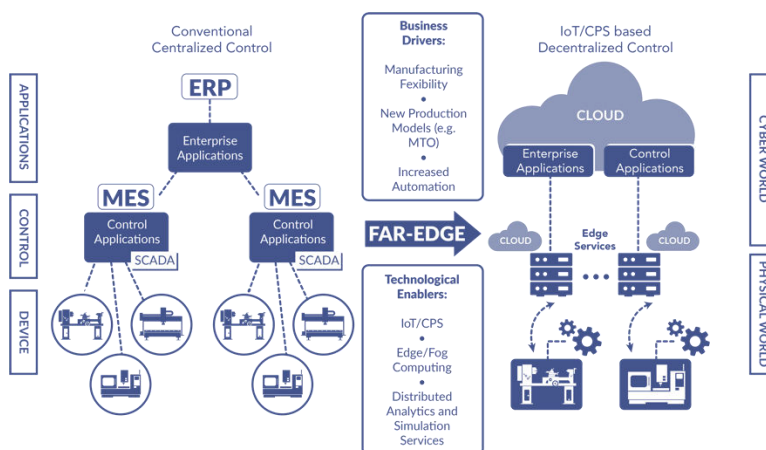 Conventional
Centralized Control
APPLICATIONS
CONTROL
DEVICE
ERP
Enterprise
Applications
MES
MES
Control
Applications
SCADA
Control
Applications
SCADA
Business
Drivers:
Manufacturing
Fexibility
•
New Production
Models (e.g.
MTO)
•
Increased
Automation
FAR-EDGE
Technological
Enablers:
IoT/CPS
•
Edge/Fog
Computing
•
Distributed
Analytics and
Simulation
Services
IoT/CPS based
Decentralized Control
CLOUD
Enterprise
Applications
Control
Applications
CLOUD
Edge
Services
CLOUD
CYBER WORLD
PHYSICAL WORLD